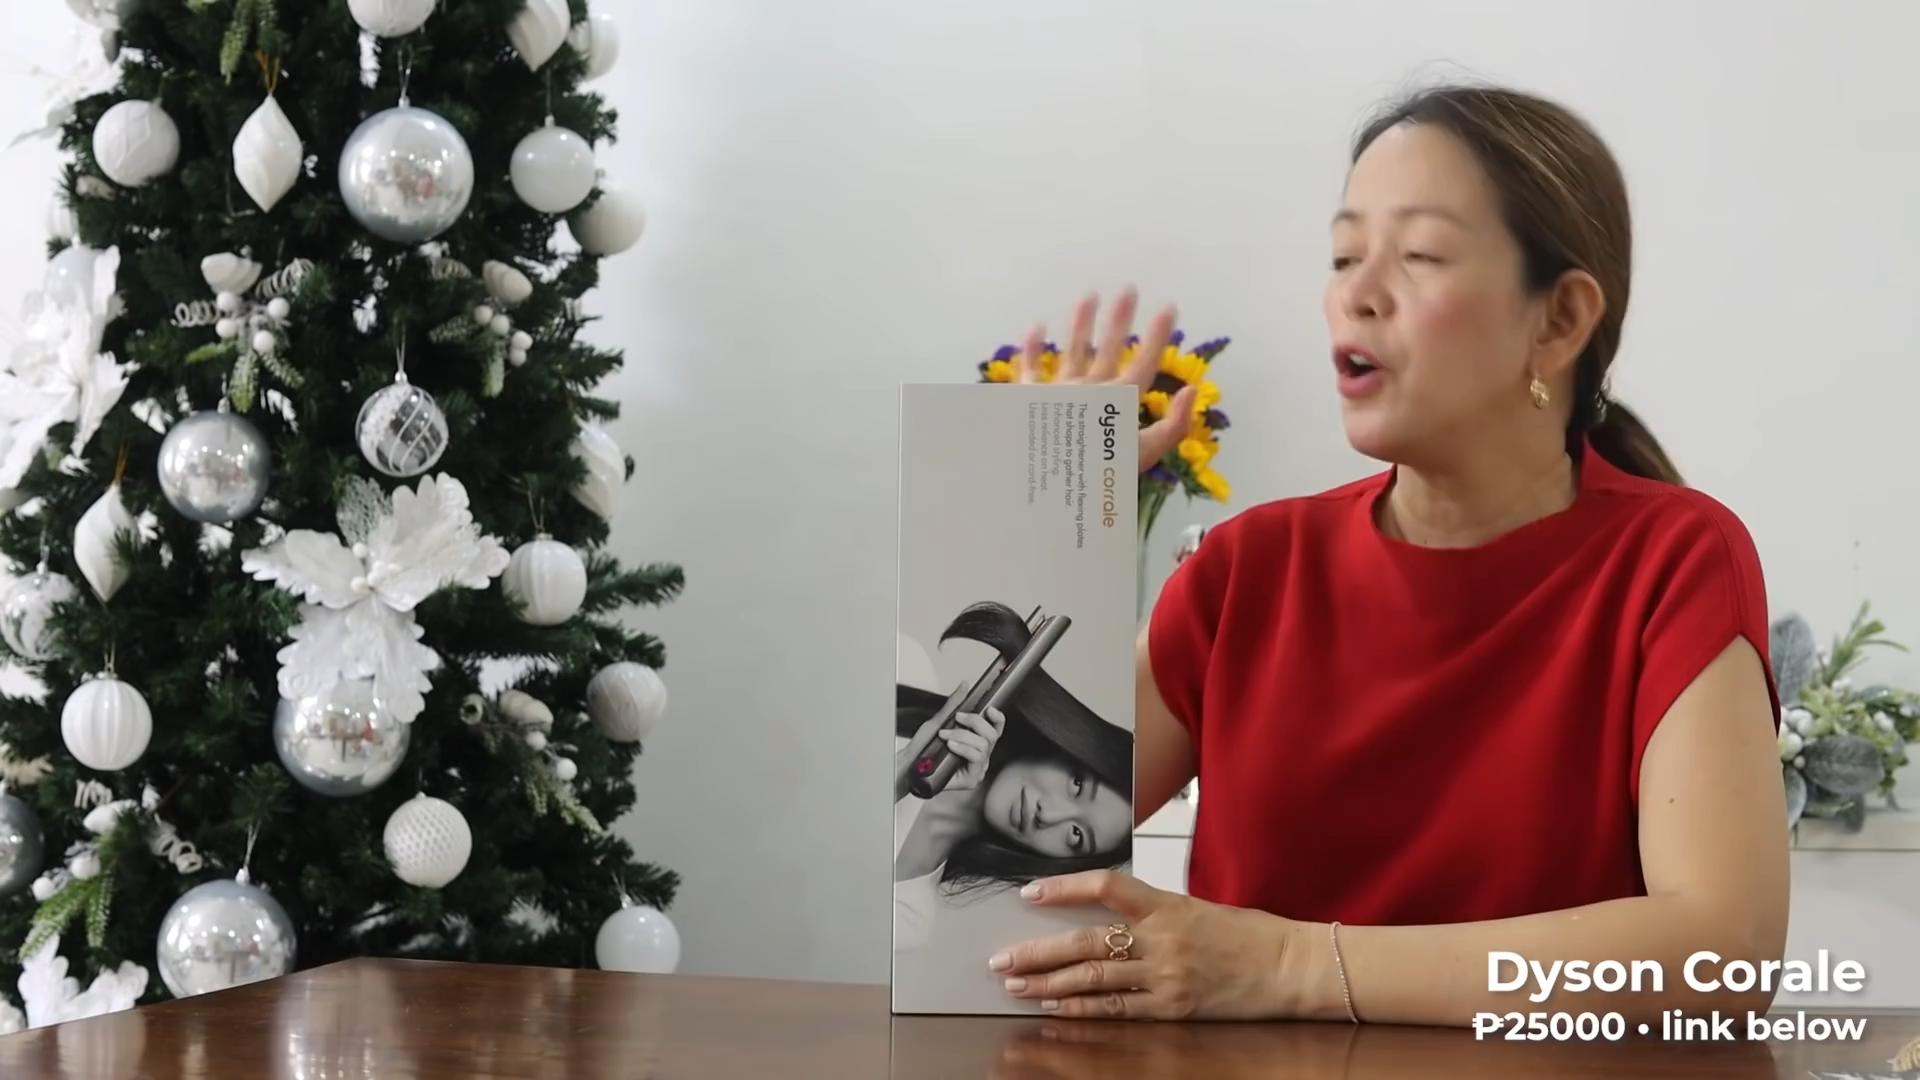 dyson corrale
The straightener with flexing plates
that shape to gather hair.
Enhanced styling.
Less reliance on heat.
Use corded or cord-free.
Dyson Corale
₱25000 • link below